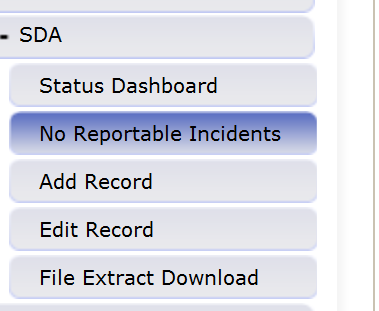 - SDA
Status Dashboard
No Reportable Incidents
Add Record
Edit Record
File Extract Download